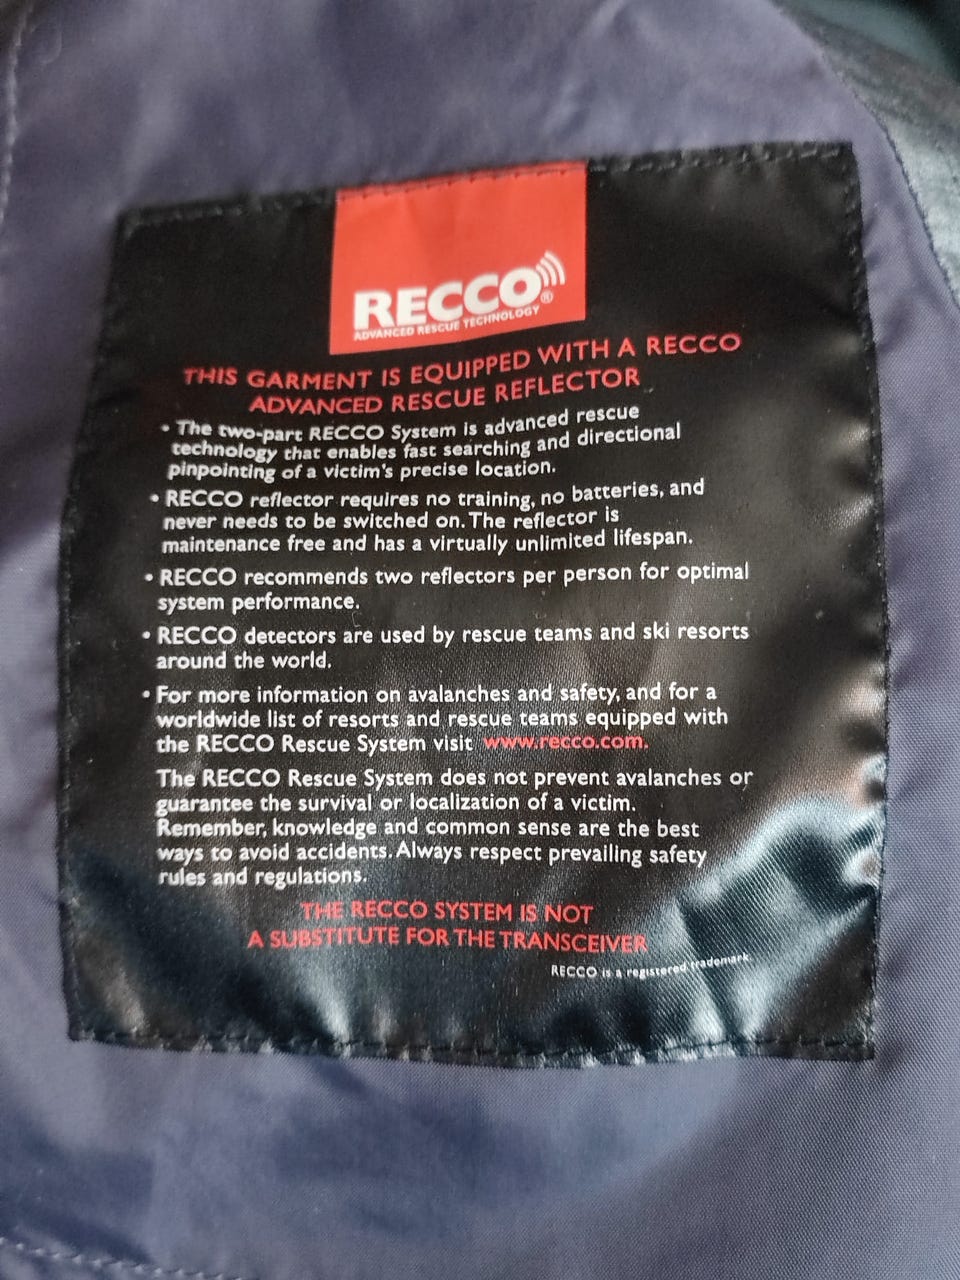 RECCO®
ADVANCED RESCUE TECHNOLOGY
THIS GARMENT IS EQUIPPED WITH A RECCO
ADVANCED RESCUE REFLECTOR
• The two-part RECCO System is advanced rescue
technology that enables fast searching and directional
pinpointing of a victim's precise location.
• RECCO reflector requires no training, no batteries, and
never needs to be switched on. The reflector is
maintenance free and has a virtually unlimited lifespan.
• RECCO recommends two reflectors per person for optimal
system performance.
• RECCO detectors are used by rescue teams and ski resorts
around the world.
• For more information on avalanches and safety, and for a
worldwide list of resorts and rescue teams equipped with
the RECCO Rescue System visit www.recco.com.
The RECCO Rescue System does not prevent avalanches or
guarantee the survival or localization of a victim.
Remember, knowledge and common sense are the best
ways to avoid accidents. Always respect prevailing safety
rules and regulations.
THE RECCO SYSTEM IS NOT
A SUBSTITUTE FOR THE TRANSCEIVER
RECCO is a registered trademark.